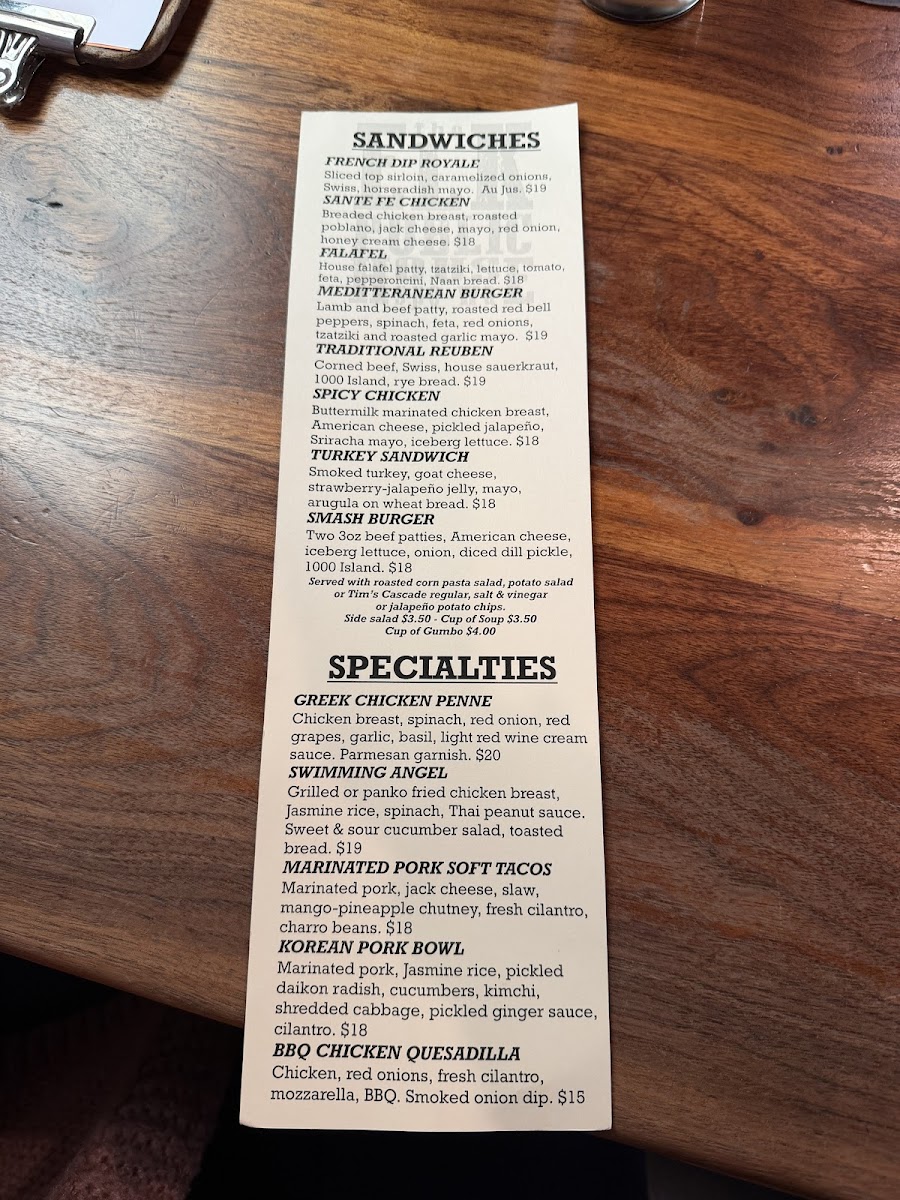 SANDWICHES
FRENCH DIP ROYALE
Sliced top sirloin, caramelized onions,
Swiss, horseradish mayo. Au Jus. $19
SANTE FE CHICKEN
Breaded chicken breast, roasted
poblano, jack cheese, mayo, red onion,
honey cream cheese. $18
FALAFEL
House falafel patty, tzatziki, lettuce, tomato,
feta, pepperoncini, Naan bread. $18
MEDITTERANEAN BURGER
Lamb and beef patty, roasted red bell
peppers, spinach, feta, red onions,
tzatziki and roasted garlic mayo. $19
TRADITIONAL REUBEN
Corned beef, Swiss, house sauerkraut,
1000 Island, rye bread. $19
SPICY CHICKEN
Buttermilk marinated chicken breast,
American cheese, pickled jalapeño,
Sriracha mayo, iceberg lettuce. $18
TURKEY SANDWICH
Smoked turkey, goat cheese,
strawberry-jalapeño jelly, mayo,
arugula on wheat bread. $18
SMASH BURGER
Two 3oz beef patties, American cheese,
iceberg lettuce, onion, diced dill pickle,
1000 Island. $18
Served with roasted corn pasta salad, potato salad
or Tim's Cascade regular, salt & vinegar
or jalapeño potato chips.
Side salad $3.50 - Cup of Soup $3.50
Cup of Gumbo $4.00
SPECIALTIES
GREEK CHICKEN PENNE
Chicken breast, spinach, red onion, red
grapes, garlic, basil, light red wine cream
sauce. Parmesan garnish. $20
SWIMMING ANGEL
Grilled or panko fried chicken breast,
Jasmine rice, spinach, Thai peanut sauce.
Sweet & sour cucumber salad, toasted
bread. $19
MARINATED PORK SOFT TACOS
Marinated pork, jack cheese, slaw,
mango-pineapple chutney, fresh cilantro,
charro beans. $18
KOREAN PORK BOWL
Marinated pork, Jasmine rice, pickled
daikon radish, cucumbers, kimchi,
shredded cabbage, pickled ginger sauce,
cilantro. $18
BBQ CHICKEN QUESADILLA
Chicken, red onions, fresh cilantro,
mozzarella, BBQ. Smoked onion dip. $15